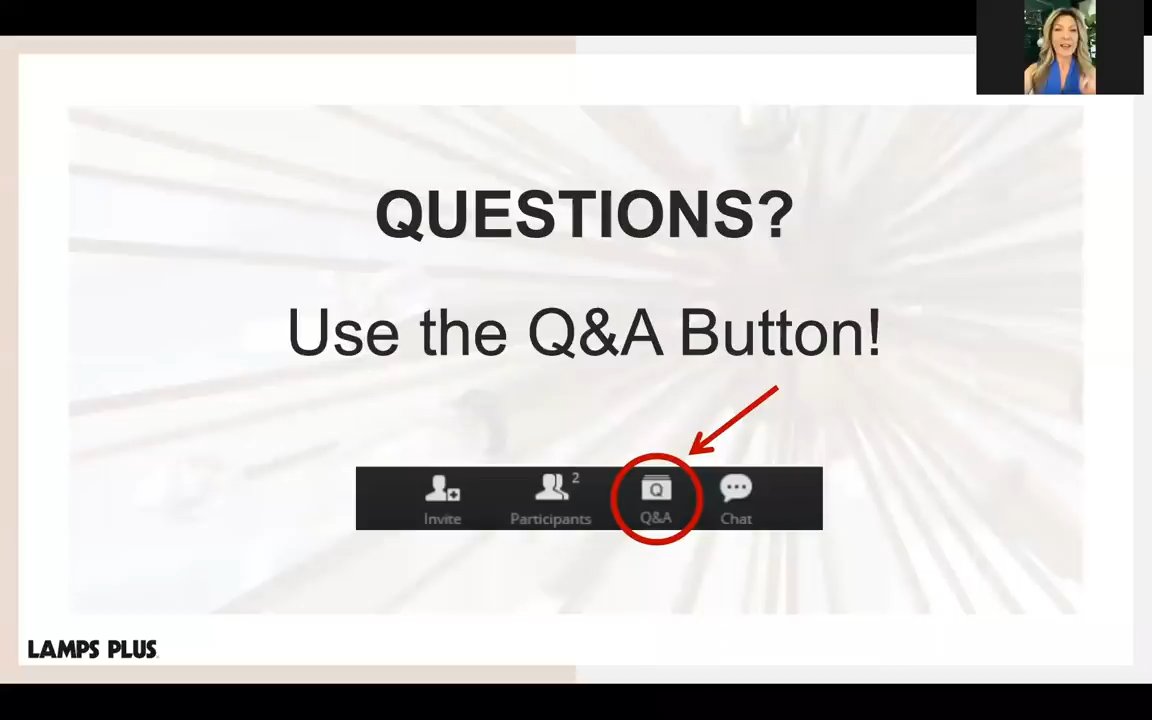 QUESTIONS?
Use the Q&A Button!
2
Q
Invite
Participants
Q&A
Chat
LAMPS PLUS